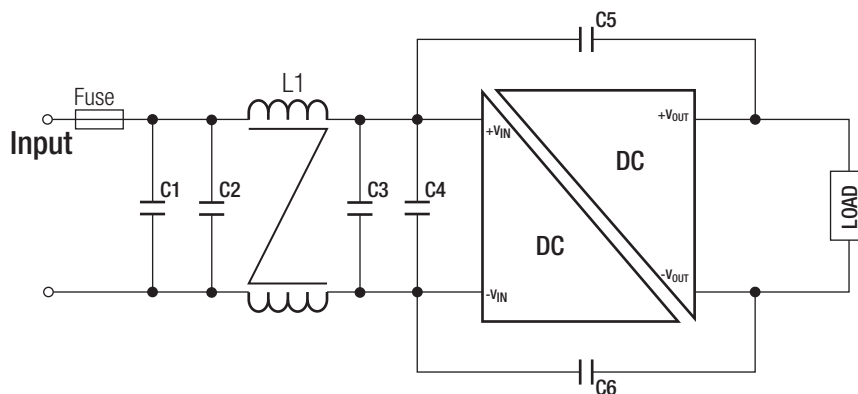 C5
Fuse
L1
Input
+VIN
+VOUT
DC
C1
C2
C3
C4
LOAD
DC
-VIN
-VOUT
C6